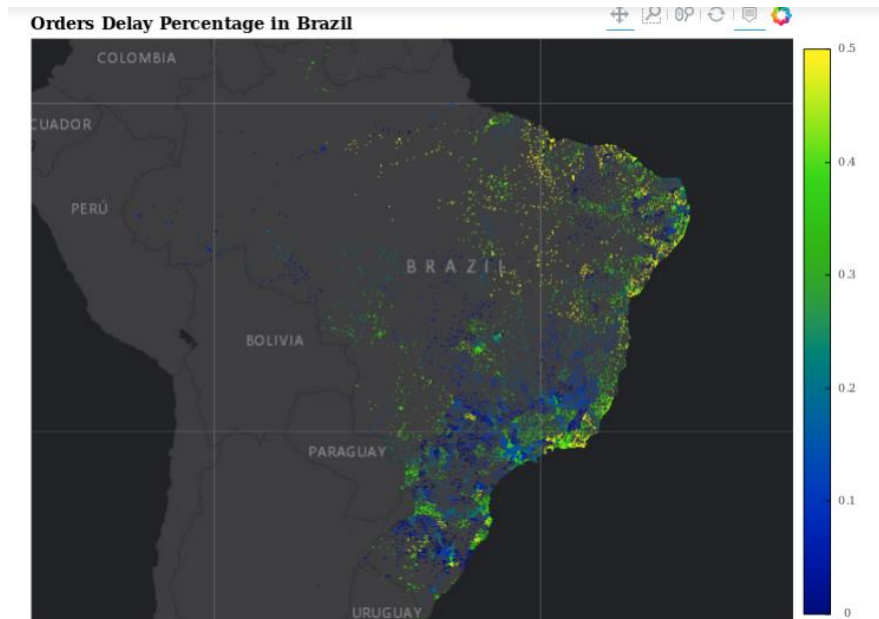 Orders Delay Percentage in Brazil
COLOMBIA
CUADOR
PERÚ
BRAZIL
BOLIVIA
PARAGUAY
URUGUAY
0.5
0.4
0.3
0.2
0.1
0